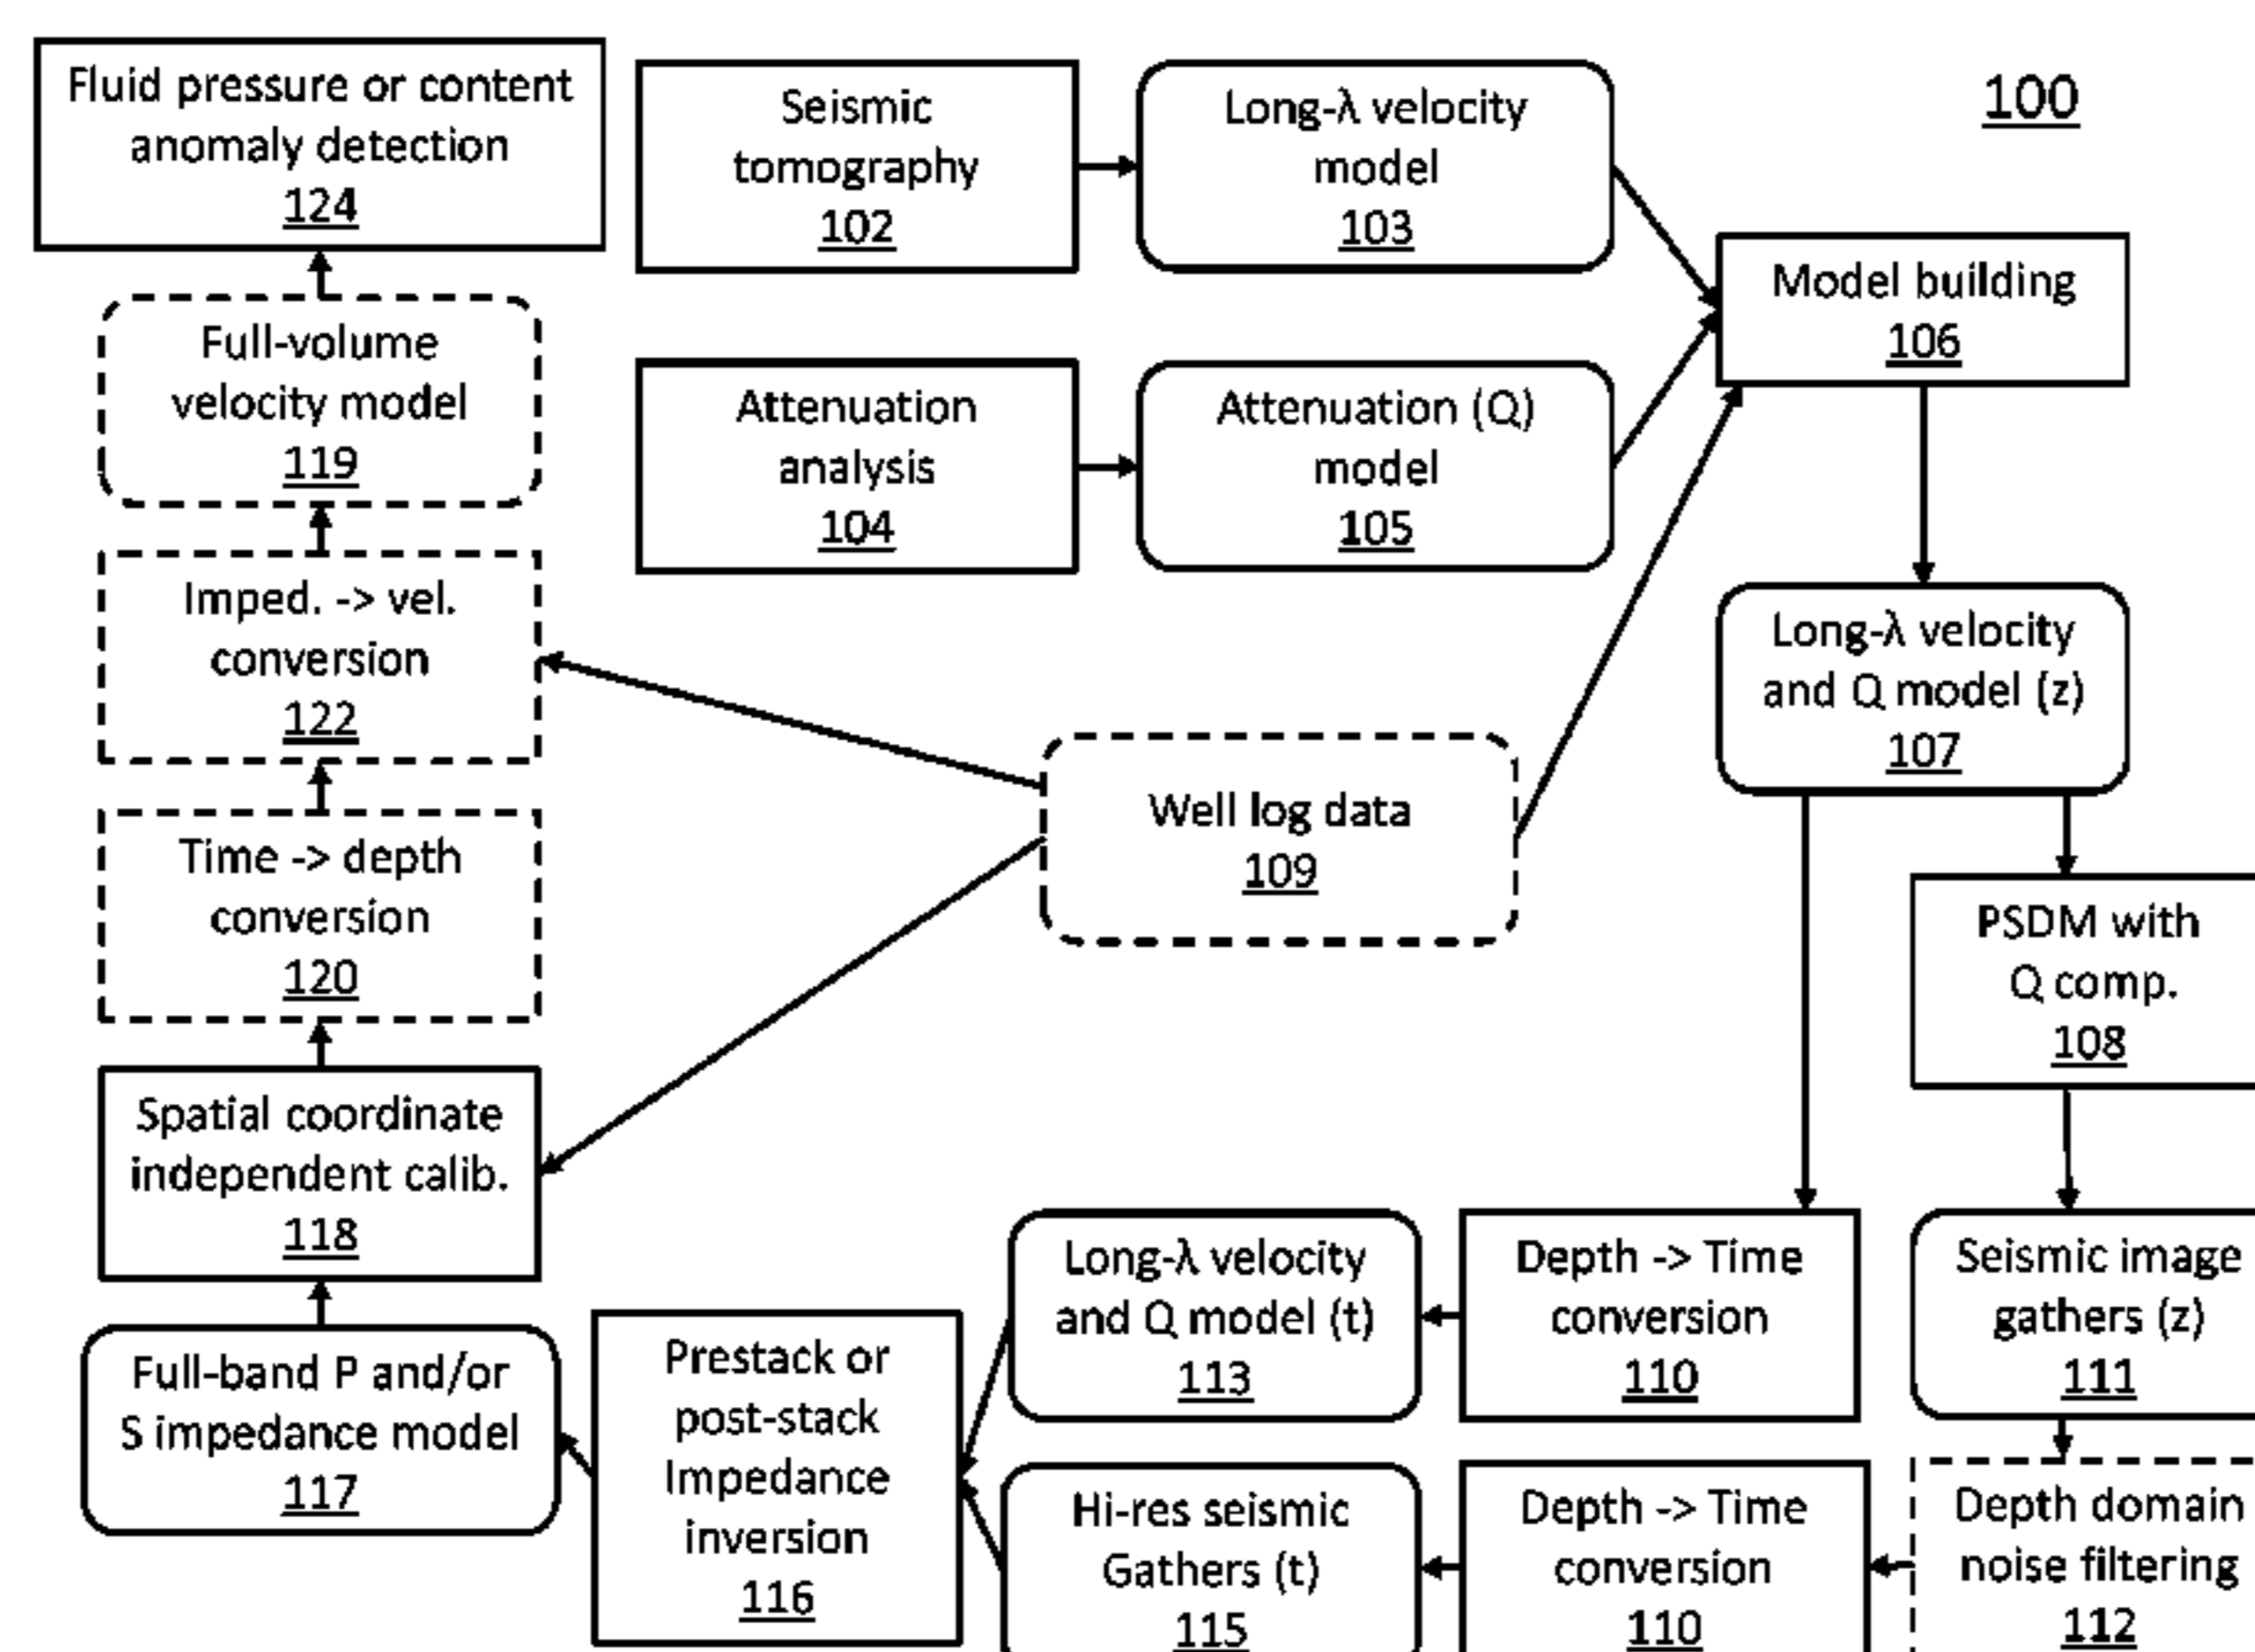 Fluid pressure or content
anomaly detection
124
Seismic
tomography
102
Long-λ velocity
model
103
100
Model building
106
Full-volume
velocity model
119
Attenuation
analysis
104
Attenuation (Q)
model
105
Imped. -> vel.
conversion
122
Long-λ velocity
and Q model (z)
107
Well log data
109
Time -> depth
conversion
120
PSDM with
Q comp.
108
Spatial coordinate
independent calib.
118
Long-λ velocity
and Q model (t)
113
Depth -> Time
conversion
110
Seismic image
gathers (z)
111
Full-band P and/or
S impedance model
117
Prestack or
post-stack
Impedance
inversion
116
Hi-res seismic
Gathers (t)
115
Depth -> Time
conversion
110
Depth domain
noise filtering
112